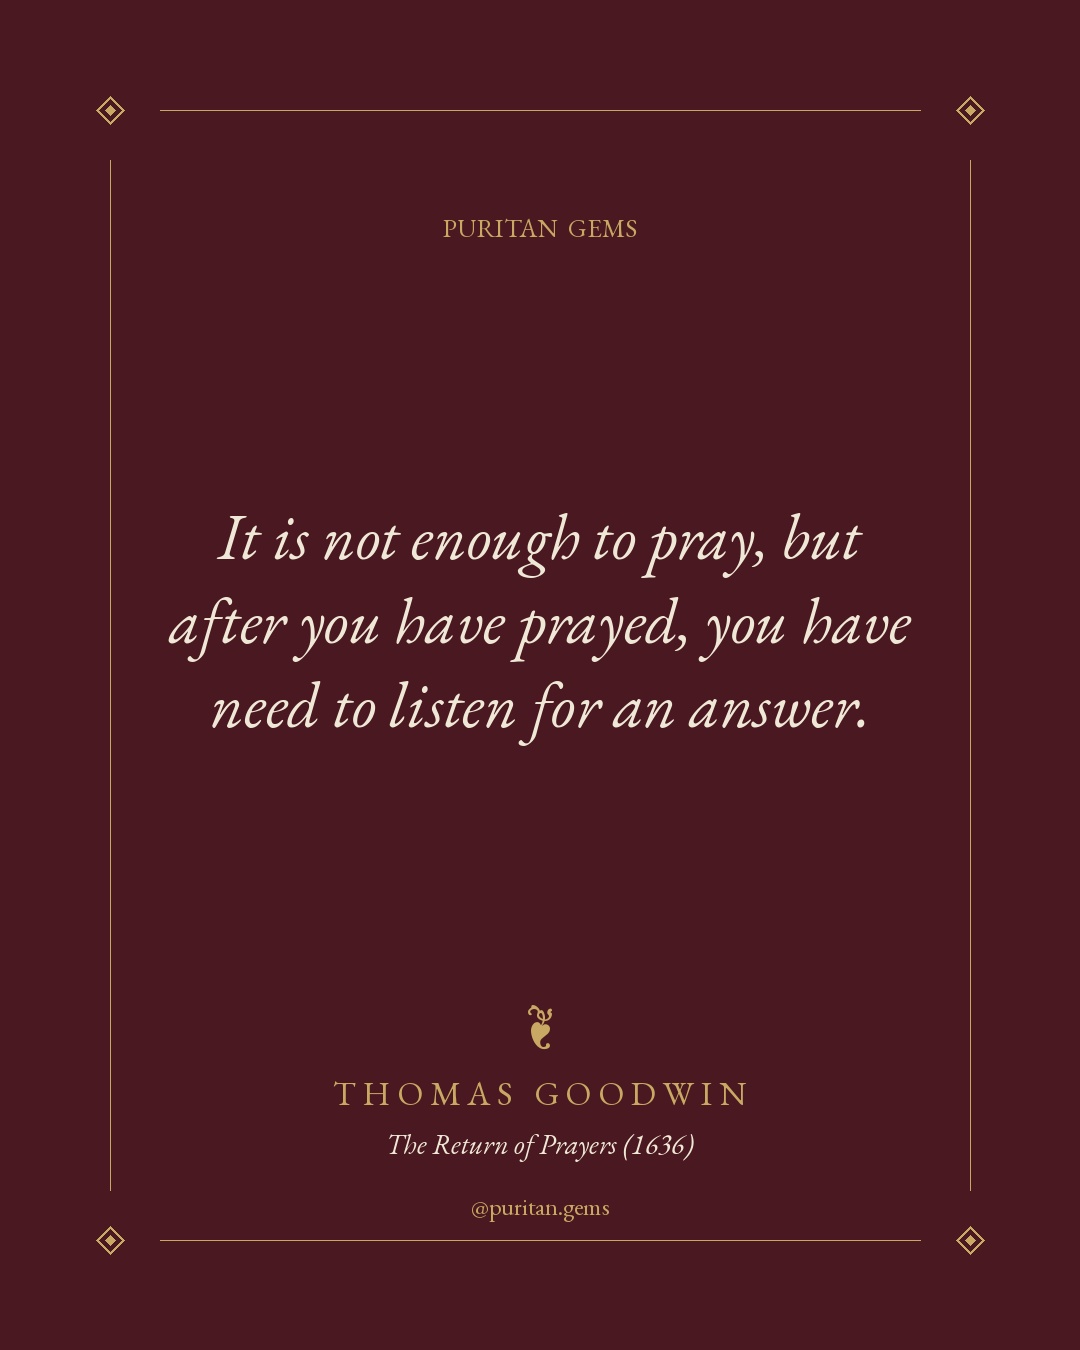 PURITAN GEMS
It is not enough to pray, but
after you have prayed, you have
need to listen for an answer.
THOMAS GOODWIN
The Return of Prayers (1636)
@puritan.gems